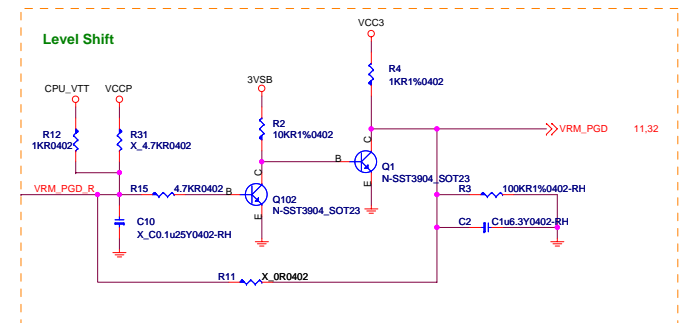 Level Shift
VCC3
R4
1KR1%0402
CPU_VTT
VCCP
3VSB
R12
1KR0402
R31
X_4.7KR0402
R2
10KR1%0402
C
B
E
Q1
N-SST3904_SOT23
VRM_PGD
11,32
VRM_PGD_R
R15
4.7KR0402
B
C
E
Q102
N-SST3904_SOT23
R3
100KR1%0402-RH
C10
X_C0.1u25Y0402-RH
C2
C1u6.3Y0402-RH
R11
X_0R0402